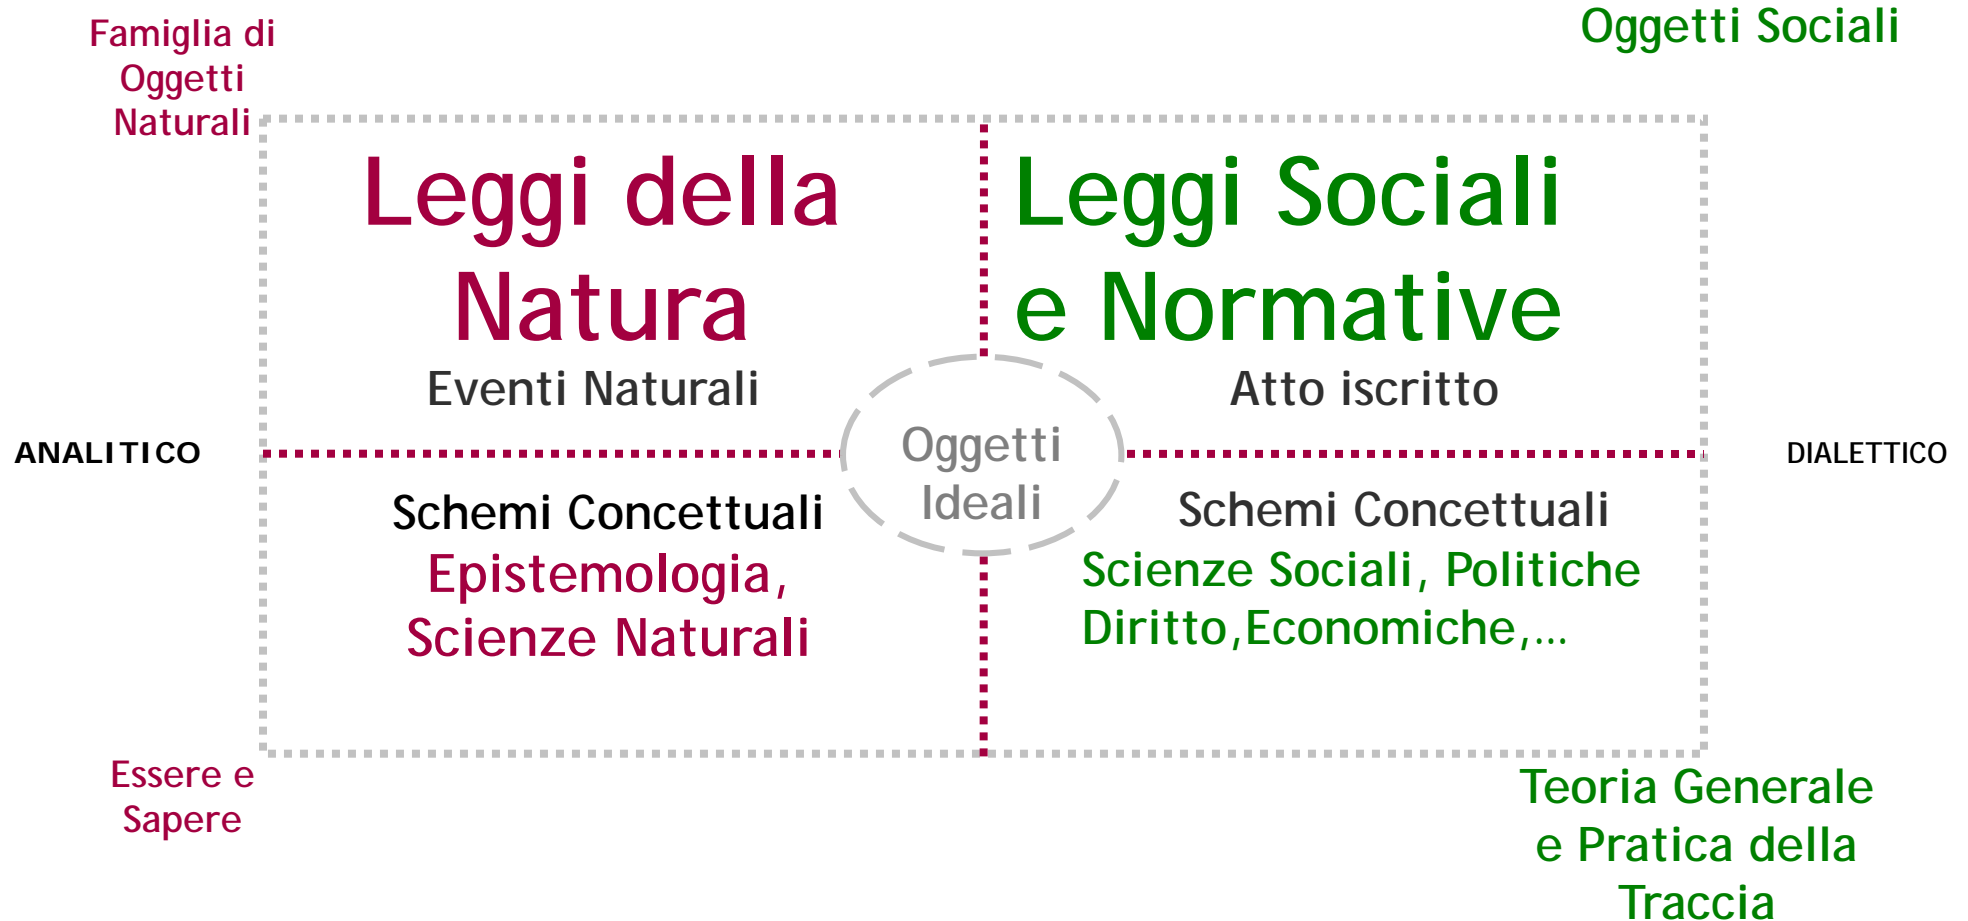 Famiglia di
Oggetti
Naturali
Oggetti Sociali
Leggi della
Natura
Eventi Naturali
Leggi Sociali
e Normative
Atto iscritto
ANALITICO
Oggetti
Ideali
DIALETTICO
Schemi Concettuali
Epistemologia,
Scienze Naturali
Schemi Concettuali
Scienze Sociali, Politiche
Diritto,Economiche,...
Essere e
Sapere
Teoria Generale
e Pratica della
Traccia